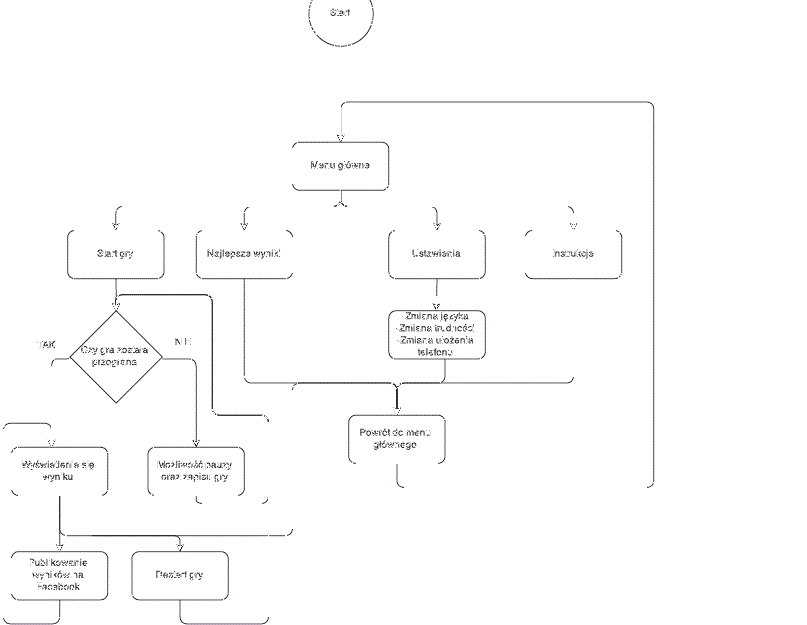 Start
Menu główne
Start gry
Najlepsze wyniki
Ustawienia
Instrukcja
-Zmiana języka
-Zmiana trudności
-Zmiana ułożenia
telefonu
TAK
Czy gra została
przegrana
NIE
Powrót do menu
głównego
Wyświetlenie się
wyniku
Możliwość pauzy
oraz zapisu gry
Publikowanie
wyników na
Facebook
Restart gry